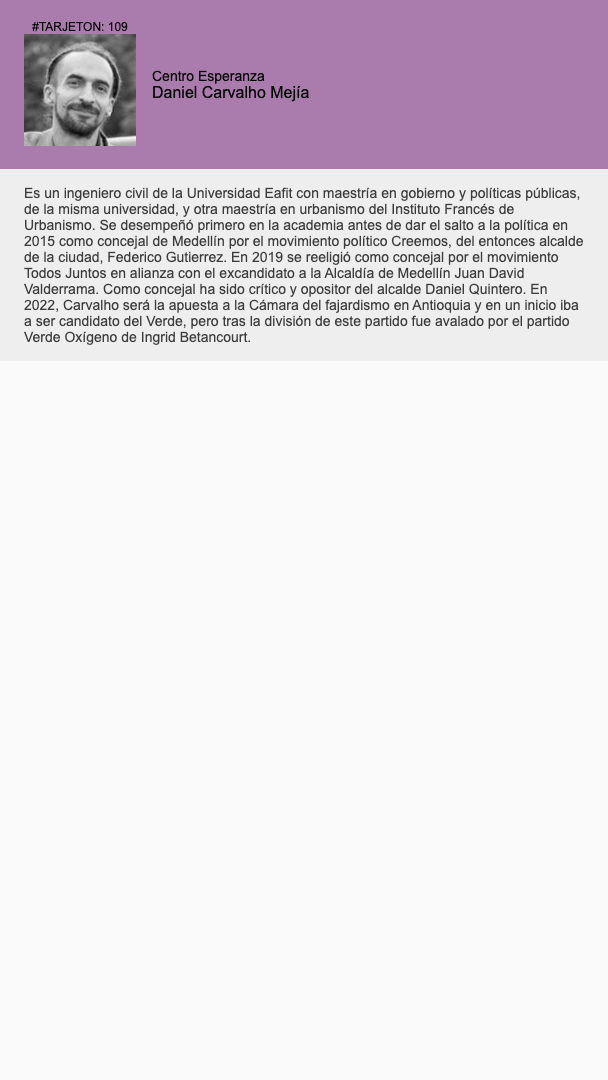 #TARJETON: 109
Centro Esperanza
Daniel Carvalho Mejía
Es un ingeniero civil de la Universidad Eafit con maestría en gobierno y políticas públicas,
de la misma universidad, y otra maestría en urbanismo del Instituto Francés de
Urbanismo. Se desempeñó primero en la academia antes de dar el salto a la política en
2015 como concejal de Medellín por el movimiento político Creemos, del entonces alcalde
de la ciudad, Federico Gutierrez. En 2019 se reeligió como concejal por el movimiento
Todos Juntos en alianza con el excandidato a la Alcaldía de Medellín Juan David
Valderrama. Como concejal ha sido crítico y opositor del alcalde Daniel Quintero. En
2022, Carvalho será la apuesta a la Cámara del fajardismo en Antioquia y en un inicio iba
a ser candidato del Verde, pero tras la división de este partido fue avalado por el partido
Verde Oxígeno de Ingrid Betancourt.